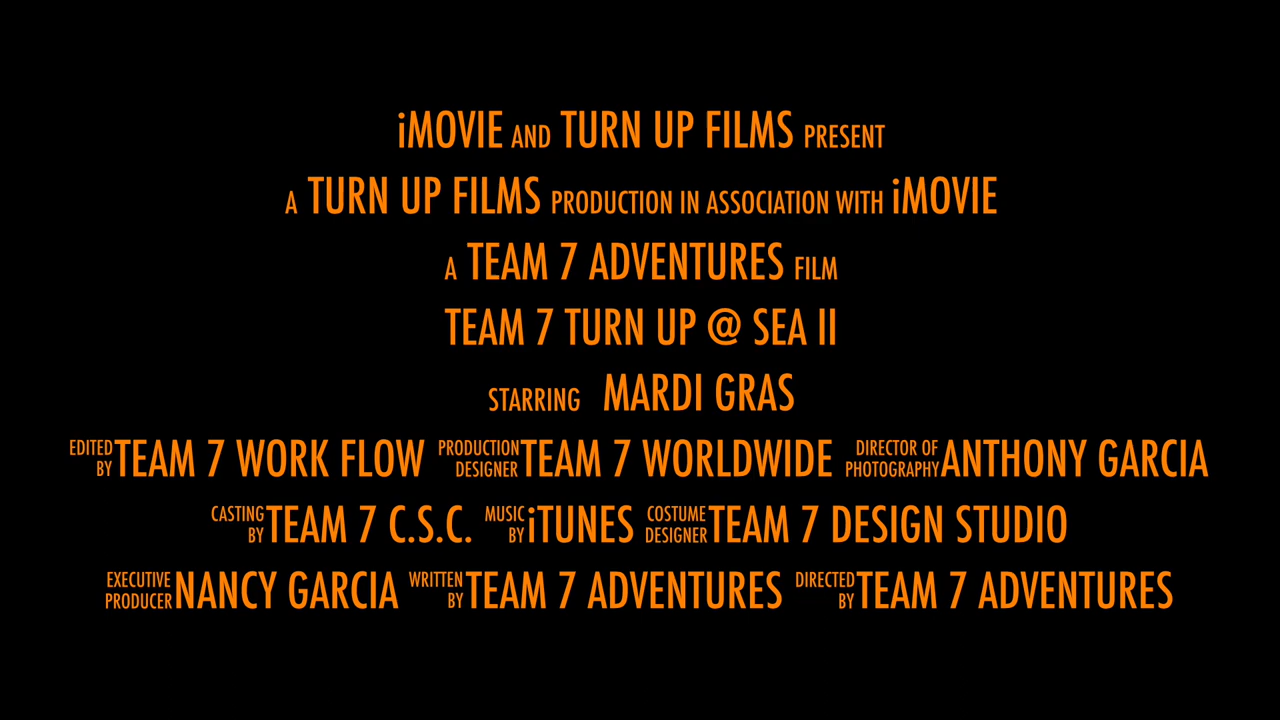 iMOVIE AND TURN UP FILMS PRESENT
A TURN UP FILMS PRODUCTION IN ASSOCIATION WITH iMOVIE
A TEAM 7 ADVENTURES FILM
TEAM 7 TURN UP @ SEA II
STARRING MARDI GRAS
EDITED BY TEAM 7 WORK FLOW PRODUCTION DESIGNER TEAM 7 WORLDWIDE DIRECTOR OF PHOTOGRAPHY ANTHONY GARCIA
CASTING BY TEAM 7 C.S.C. MUSIC BY iTUNES COSTUME DESIGNER TEAM 7 DESIGN STUDIO
EXECUTIVE PRODUCER NANCY GARCIA WRITTEN BY TEAM 7 ADVENTURES DIRECTED BY TEAM 7 ADVENTURES